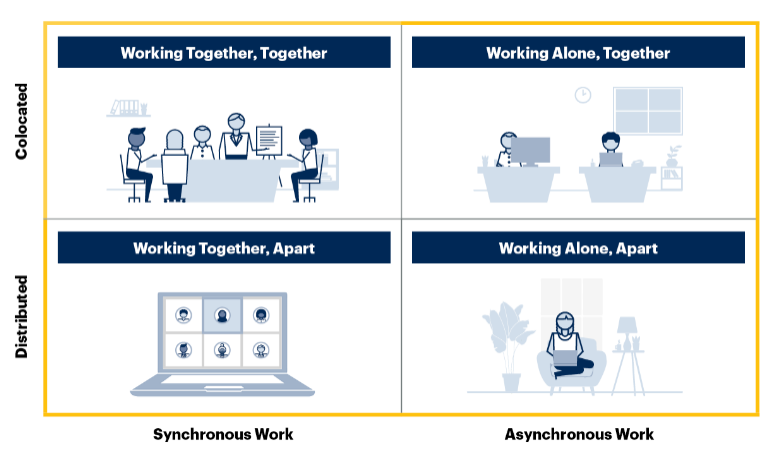 Colocated
Working Together, Together
Working Alone, Together
Distributed
Working Together, Apart
Working Alone, Apart
Synchronous Work
Asynchronous Work